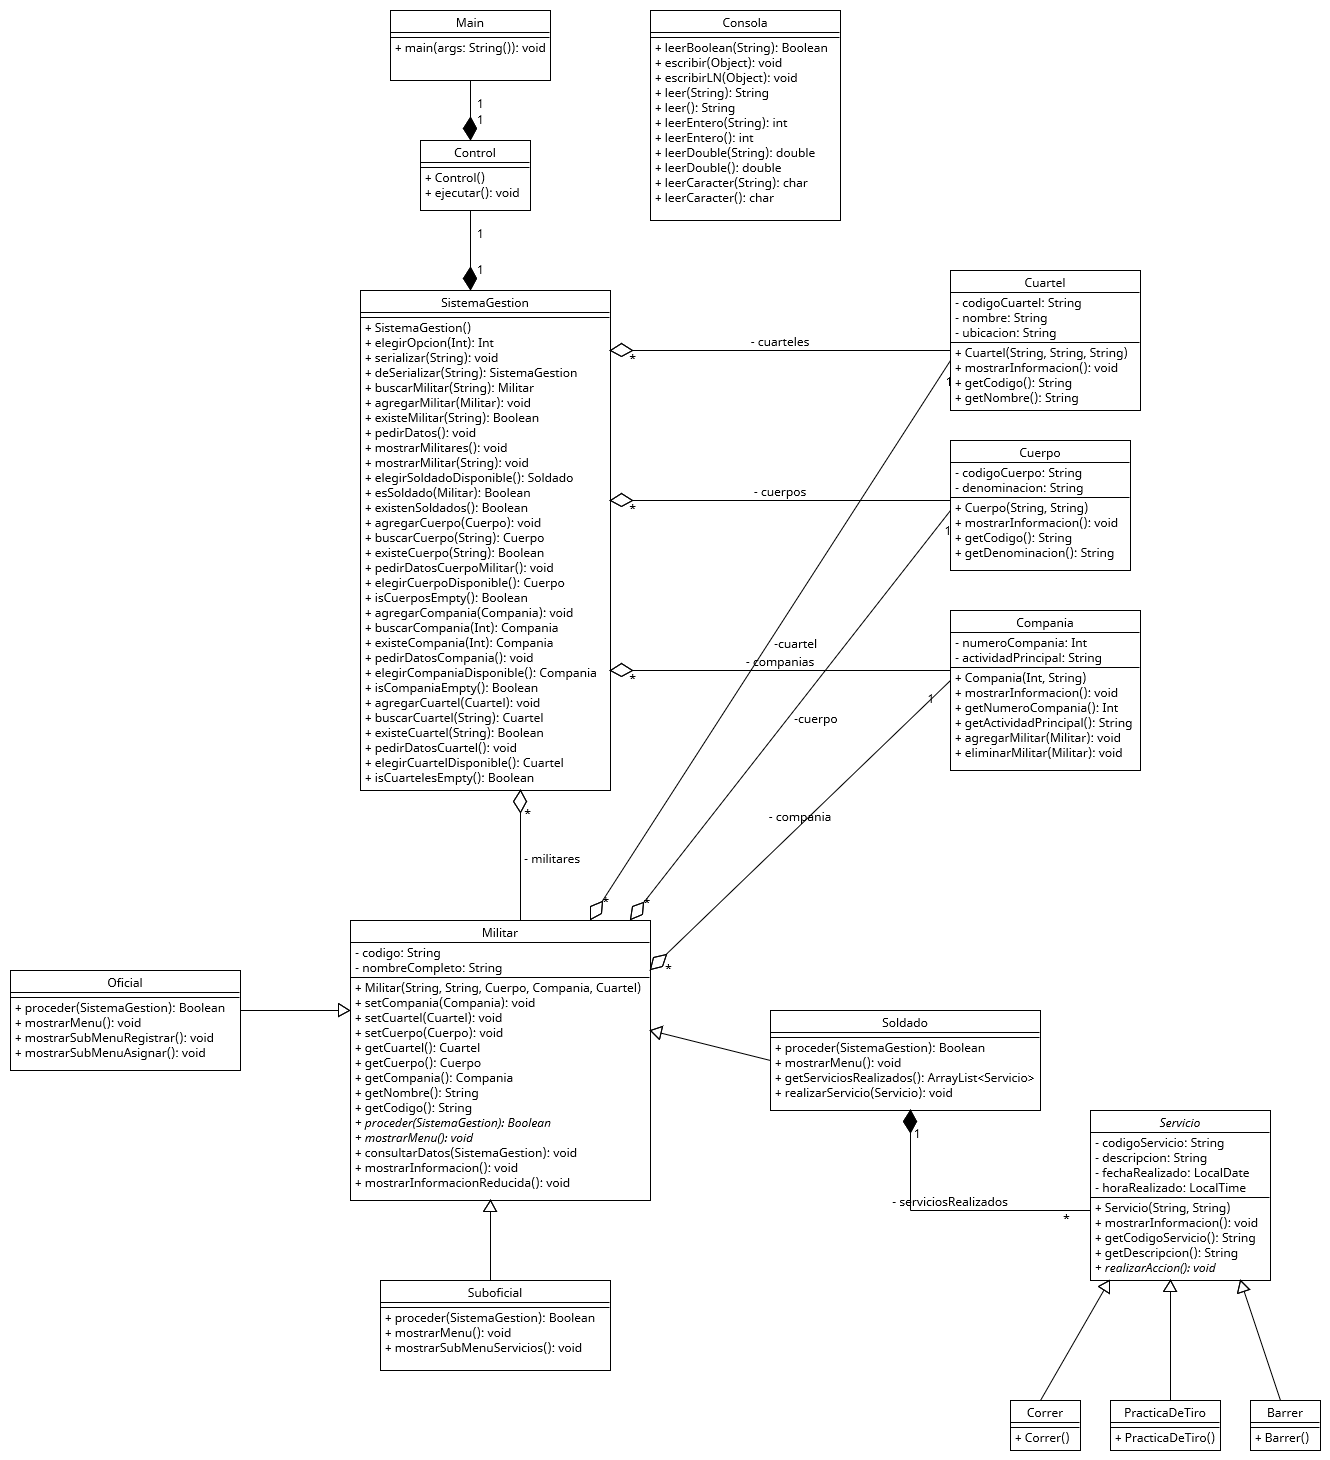 Main
+ main(args: String()): void
1
1
Control
+ Control()
+ ejecutar(): void
1
1
Consola
+ leerBoolean(String): Boolean
+ escribir(Object): void
+ escribirLN(Object): void
+ leer(String): String
+ leer(): String
+ leerEntero(String): int
+ leerEntero(): int
+ leerDouble(String): double
+ leerDouble(): double
+ leerCaracter(String): char
+ leerCaracter(): char
SistemaGestion
+ SistemaGestion()
+ elegirOpcion(Int): Int
+ serializar(String): void
+ deSerializar(String): SistemaGestion
+ buscarMilitar(String): Militar
+ agregarMilitar(Militar): void
+ existeMilitar(String): Boolean
+ pedirDatos(): void
+ mostrarMilitares(): void
+ mostrarMilitar(String): void
+ elegirSoldadoDisponible(): Soldado
+ esSoldado(Militar): Boolean
+ existenSoldados(): Boolean
+ agregarCuerpo(Cuerpo): void
+ buscarCuerpo(String): Cuerpo
+ existeCuerpo(String): Boolean
+ pedirDatosCuerpoMilitar(): void
+ elegirCuerpoDisponible(): Cuerpo
+ isCuerposEmpty(): Boolean
+ agregarCompania(Compania): void
+ buscarCompania(Int): Compania
+ existeCompania(Int): Compania
+ pedirDatosCompania(): void
+ elegirCompaniaDisponible(): Compania
+ isCompaniaEmpty(): Boolean
+ agregarCuartel(Cuartel): void
+ buscarCuartel(String): Cuartel
+ existeCuartel(String): Boolean
+ pedirDatosCuartel(): void
+ elegirCuartelDisponible(): Cuartel
+ isCuartelesEmpty(): Boolean
- cuarteles
*
Cuartel
- codigoCuartel: String
- nombre: String
- ubicacion: String
+ Cuartel(String, String, String)
+ mostrarInformacion(): void
+ getCodigo(): String
+ getNombre(): String
1
- cuerpos
*
Cuerpo
- codigoCuerpo: String
- denominacion: String
+ Cuerpo(String, String)
+ mostrarInformacion(): void
+ getCodigo(): String
+ getDenominacion(): String
1
-cuartel
- companias
*
Compania
- numeroCompania: Int
- actividadPrincipal: String
+ Compania(Int, String)
+ mostrarInformacion(): void
+ getNumeroCompania(): Int
+ getActividadPrincipal(): String
+ agregarMilitar(Militar): void
+ eliminarMilitar(Militar): void
1
-cuerpo
- compania
*
- militares
*
*
*
Militar
- codigo: String
- nombreCompleto: String
+ Militar(String, String, Cuerpo, Compania, Cuartel)
+ setCompania(Compania): void
+ setCuartel(Cuartel): void
+ setCuerpo(Cuerpo): void
+ getCuartel(): Cuartel
+ getCuerpo(): Cuerpo
+ getCompania(): Compania
+ getNombre(): String
+ getCodigo(): String
+ proceder(SistemaGestion): Boolean
+ mostrarMenu(): void
+ consultarDatos(SistemaGestion): void
+ mostrarInformacion(): void
+ mostrarInformacionReducida(): void
Oficial
+ proceder(SistemaGestion): Boolean
+ mostrarMenu(): void
+ mostrarSubMenuRegistrar(): void
+ mostrarSubMenuAsignar(): void
Soldado
+ proceder(SistemaGestion): Boolean
+ mostrarMenu(): void
+ getServiciosRealizados(): ArrayList<Servicio>
+ realizarServicio(Servicio): void
1
- serviciosRealizados
*
Servicio
- codigoServicio: String
- descripcion: String
- fechaRealizado: LocalDate
- horaRealizado: LocalTime
+ Servicio(String, String)
+ mostrarInformacion(): void
+ getCodigoServicio(): String
+ getDescripcion(): String
+ realizarAccion(): void
Suboficial
+ proceder(SistemaGestion): Boolean
+ mostrarMenu(): void
+ mostrarSubMenuServicios(): void
Correr
+ Correr()
PracticaDeTiro
+ PracticaDeTiro()
Barrer
+ Barrer()